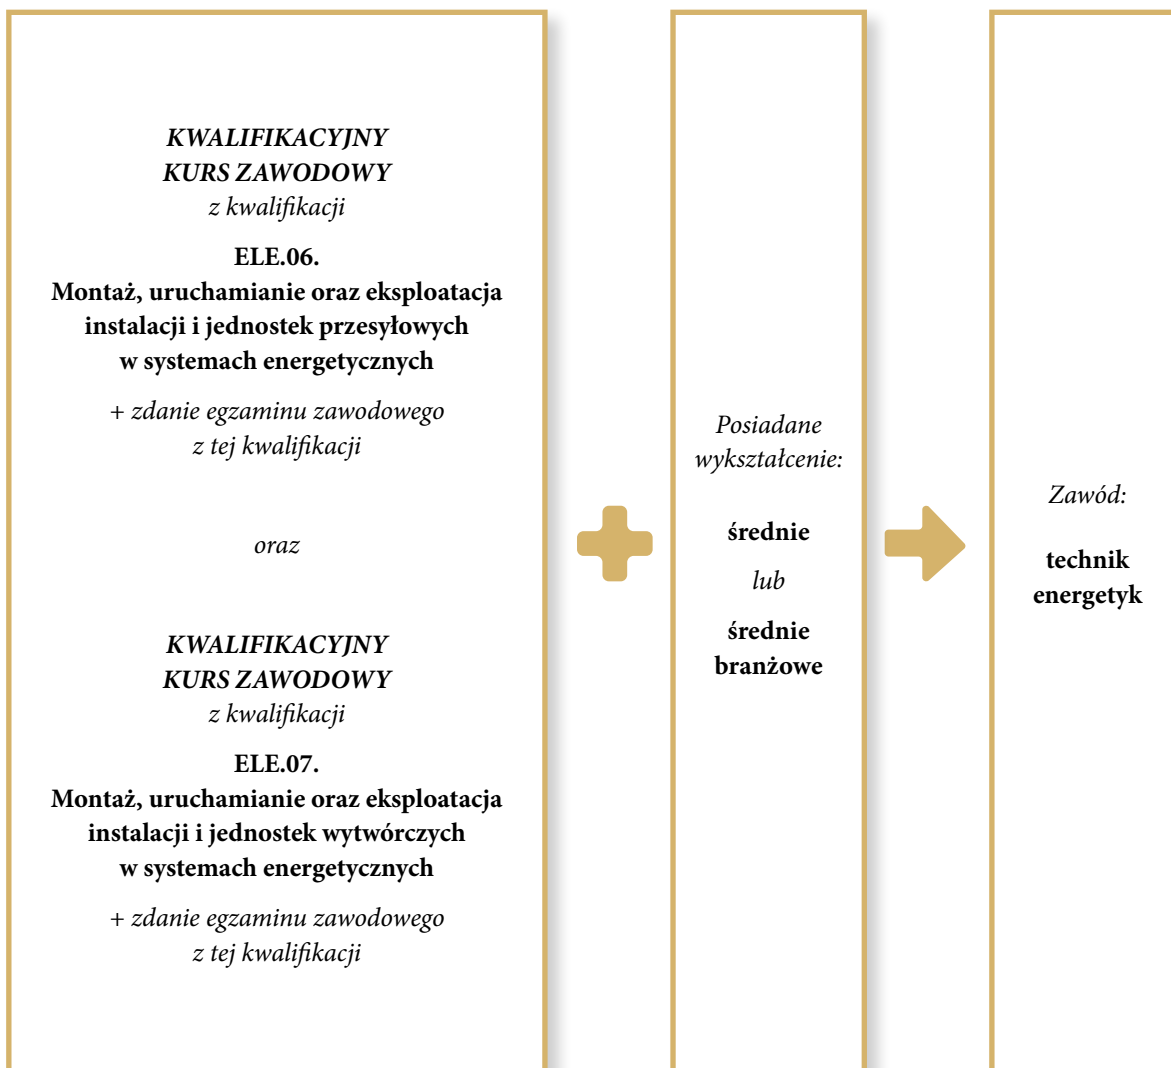 KWALIFIKACYJNY
KURS ZAWODOWY
z kwalifikacji
ELE.06.
Montaż, uruchamianie oraz eksploatacja
instalacji i jednostek przesyłowych
w systemach energetycznych
+ zdanie egzaminu zawodowego
z tej kwalifikacji
oraz
KWALIFIKACYJNY
KURS ZAWODOWY
z kwalifikacji
ELE.07.
Montaż, uruchamianie oraz eksploatacja
instalacji i jednostek wytwórczych
w systemach energetycznych
+ zdanie egzaminu zawodowego
z tej kwalifikacji
Posiadane
wykształcenie:
średnie
lub
średnie
branżowe
Zawód:
technik
energetyk